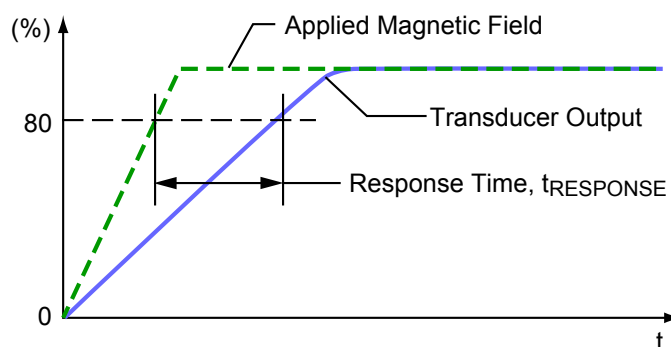 (%)
Applied Magnetic Field
80
Transducer Output
Response Time, tRESPONSE
0
t